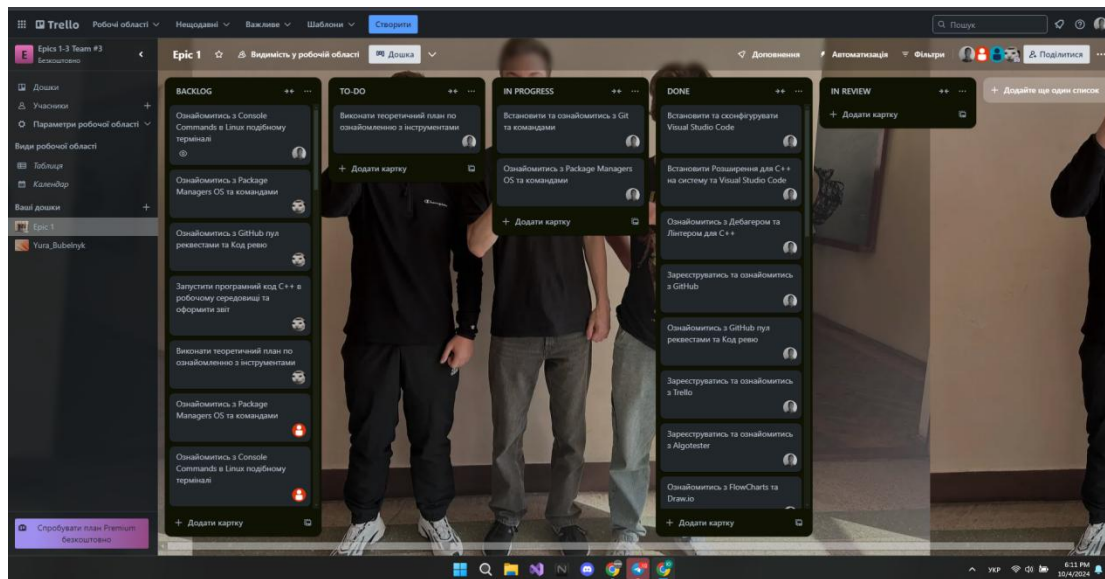 Trello
Робочі області
Нещодавні
Важливе
Шаблони
Створити
Пошук
E
Epics 1-3 Team #3
Безкоштовно
Epic 1
Видимість у робочій області
Дошка
Доповнення
Автоматизація
Фільтри
Поділитися
Дошки
Учасники
Параметри робочої області
Види робочої області
Таблиця
Календар
Ваші дошки
Epic 1
Yura_Bubelnyk
Спробувати план Premium
безкоштовно
BACKLOG
Ознайомитись з Console
Commands в Linux подібному
терміналі
Ознайомитись з Package
Managers OS та командами
Ознайомитись з GitHub пул
реквестами та Код ревю
Запустити програмний код C++ в
робочому середовищі та
оформити звіт
Виконати теоретичний план по
ознайомленню з інструментами
Ознайомитись з Package
Managers OS та командами
Ознайомитись з Console
Commands в Linux подібному
терміналі
+ Додати картку
TO-DO
Виконати теоретичний план по
ознайомленню з інструментами
+ Додати картку
IN PROGRESS
Встановити та ознайомитись з Git
та командами
Ознайомитись з Package Managers
OS та командами
+ Додати картку
DONE
Встановити та сконфігурувати
Visual Studio Code
Встановити Розширення для C++
на систему та Visual Studio Code
Ознайомитись з Дебагером та
Лінтером для C++
Зареєструватись та ознайомитись
з GitHub
Ознайомитись з GitHub пул
реквестами та Код ревю
Зареєструватись та ознайомитись
з Trello
Зареєструватись та ознайомитись
з Algotester
Ознайомитись з FlowCharts та
Draw.io
+ Додати картку
IN REVIEW
+ Додати картку
+ Додайте ще один список
УКР
6:11 PM
10/4/2024